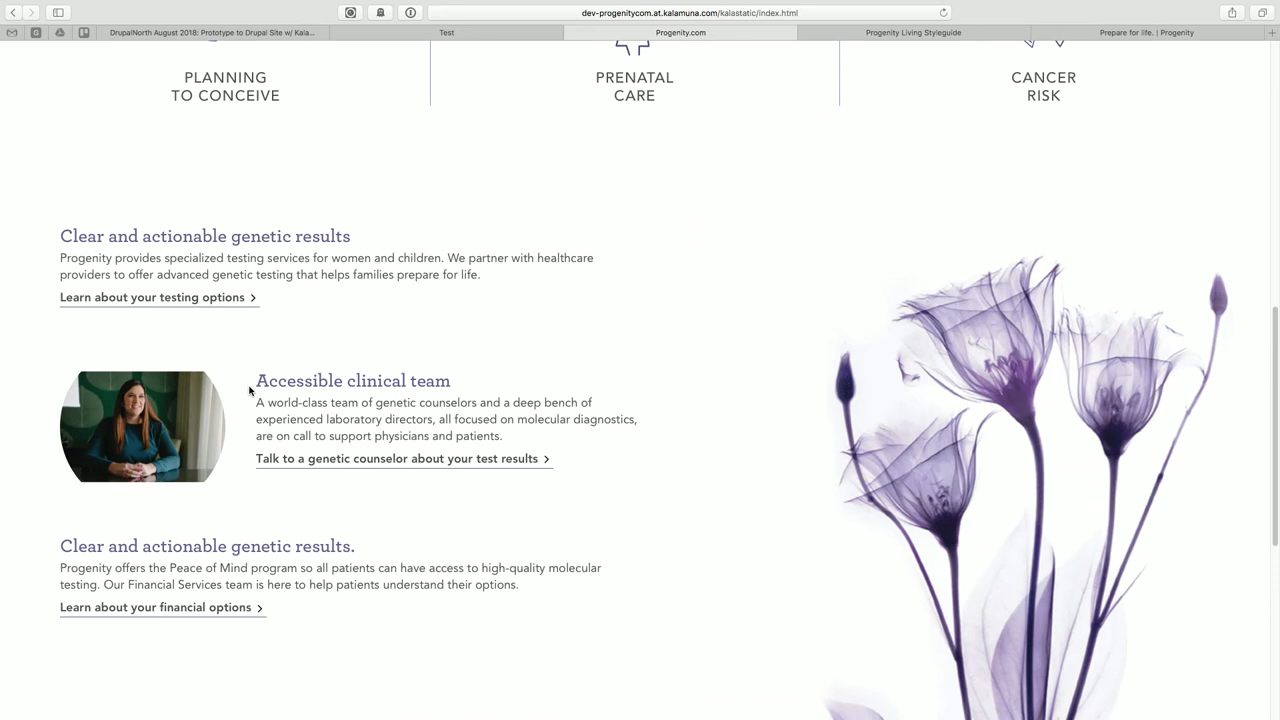 dev-progenitycom.at.kalamuna.com/kalastatic/index.html
DrupalNorth August 2018: Prototype to Drupal Site w/ Kala...
Test
Progenity.com
Progenity Living Styleguide
Prepare for life. | Progenity
PLANNING
TO CONCEIVE
PRENATAL
CARE
CANCER
RISK
Clear and actionable genetic results
Progenity provides specialized testing services for women and children. We partner with healthcare
providers to offer advanced genetic testing that helps families prepare for life.
Learn about your testing options >
Accessible clinical team
A world-class team of genetic counselors and a deep bench of
experienced laboratory directors, all focused on molecular diagnostics,
are on call to support physicians and patients.
Talk to a genetic counselor about your test results >
Clear and actionable genetic results.
Progenity offers the Peace of Mind program so all patients can have access to high-quality molecular
testing. Our Financial Services team is here to help patients understand their options.
Learn about your financial options >